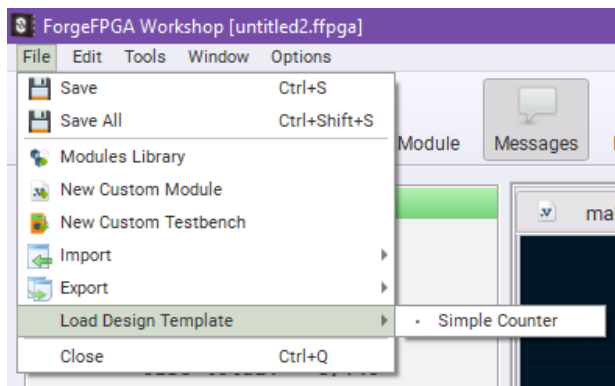 ForgeFPGA Workshop [untitled2.ffpga]
File Edit Tools Window Options
Save Ctrl+S
Save All Ctrl+Shift+S
Module Messages
Modules Library
New Custom Module
New Custom Testbench
Import
Export
Load Design Template
Simple Counter
Close Ctrl+Q